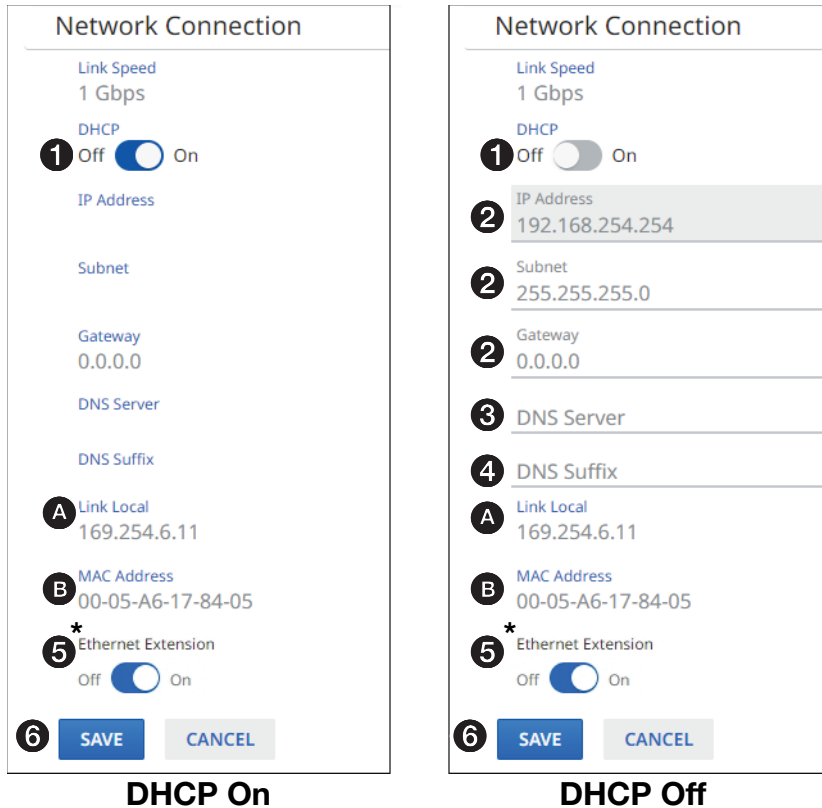 Network Connection
Link Speed
1 Gbps
DHCP
1 Off On
IP Address
Subnet
Gateway
0.0.0.0
DNS Server
DNS Suffix
A Link Local
169.254.6.11
B MAC Address
00-05-A6-17-84-05
*
5 Ethernet Extension
Off On
6 SAVE CANCEL
DHCP On
Network Connection
Link Speed
1 Gbps
DHCP
1 Off On
2 IP Address
192.168.254.254
2 Subnet
255.255.255.0
2 Gateway
0.0.0.0
3 DNS Server
4 DNS Suffix
A Link Local
169.254.6.11
B MAC Address
00-05-A6-17-84-05
*
5 Ethernet Extension
Off On
6 SAVE CANCEL
DHCP Off